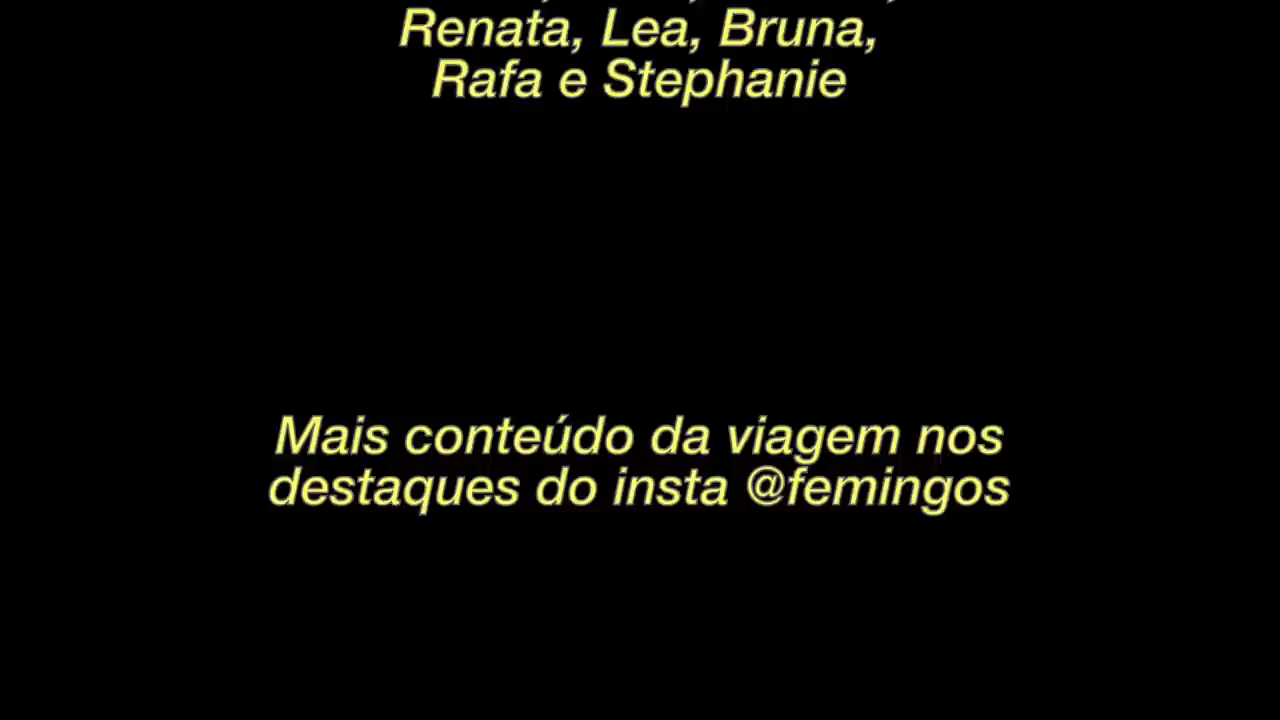 Renata, Lea, Bruna,
Rafa e Stephanie
Mais conteúdo da viagem nos
destaques do insta @femingos